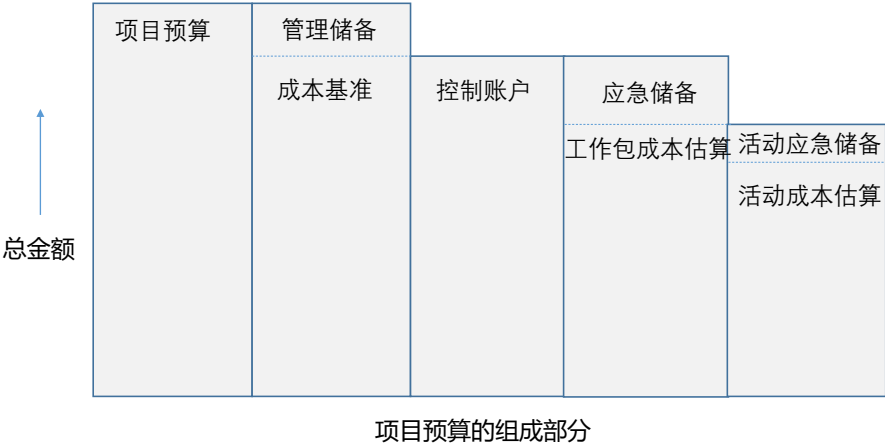 项目预算
管理储备
成本基准
控制账户
应急储备
工作包成本估算
活动应急储备
活动成本估算
总金额
项目预算的组成部分